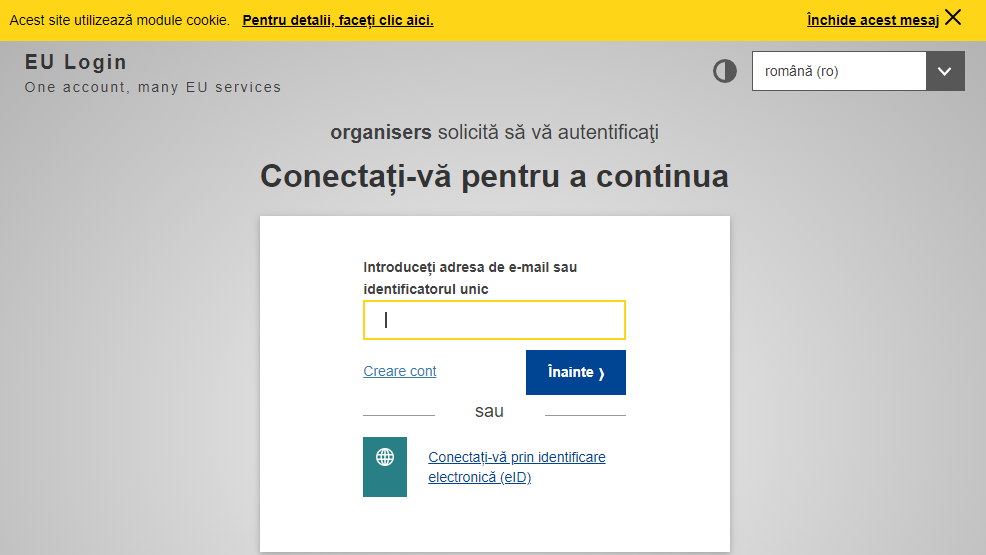 Acest site utilizează module cookie. Pentru detalii, faceți clic aici. Închide acest mesaj
EU Login
One account, many EU services
română (ro)
organisers solicită să vă autentificaţi
Conectați-vă pentru a continua
Introduceți adresa de e-mail sau
identificatorul unic
Creare cont
Înainte ❯
sau
Conectați-vă prin identificare
electronică (eID)